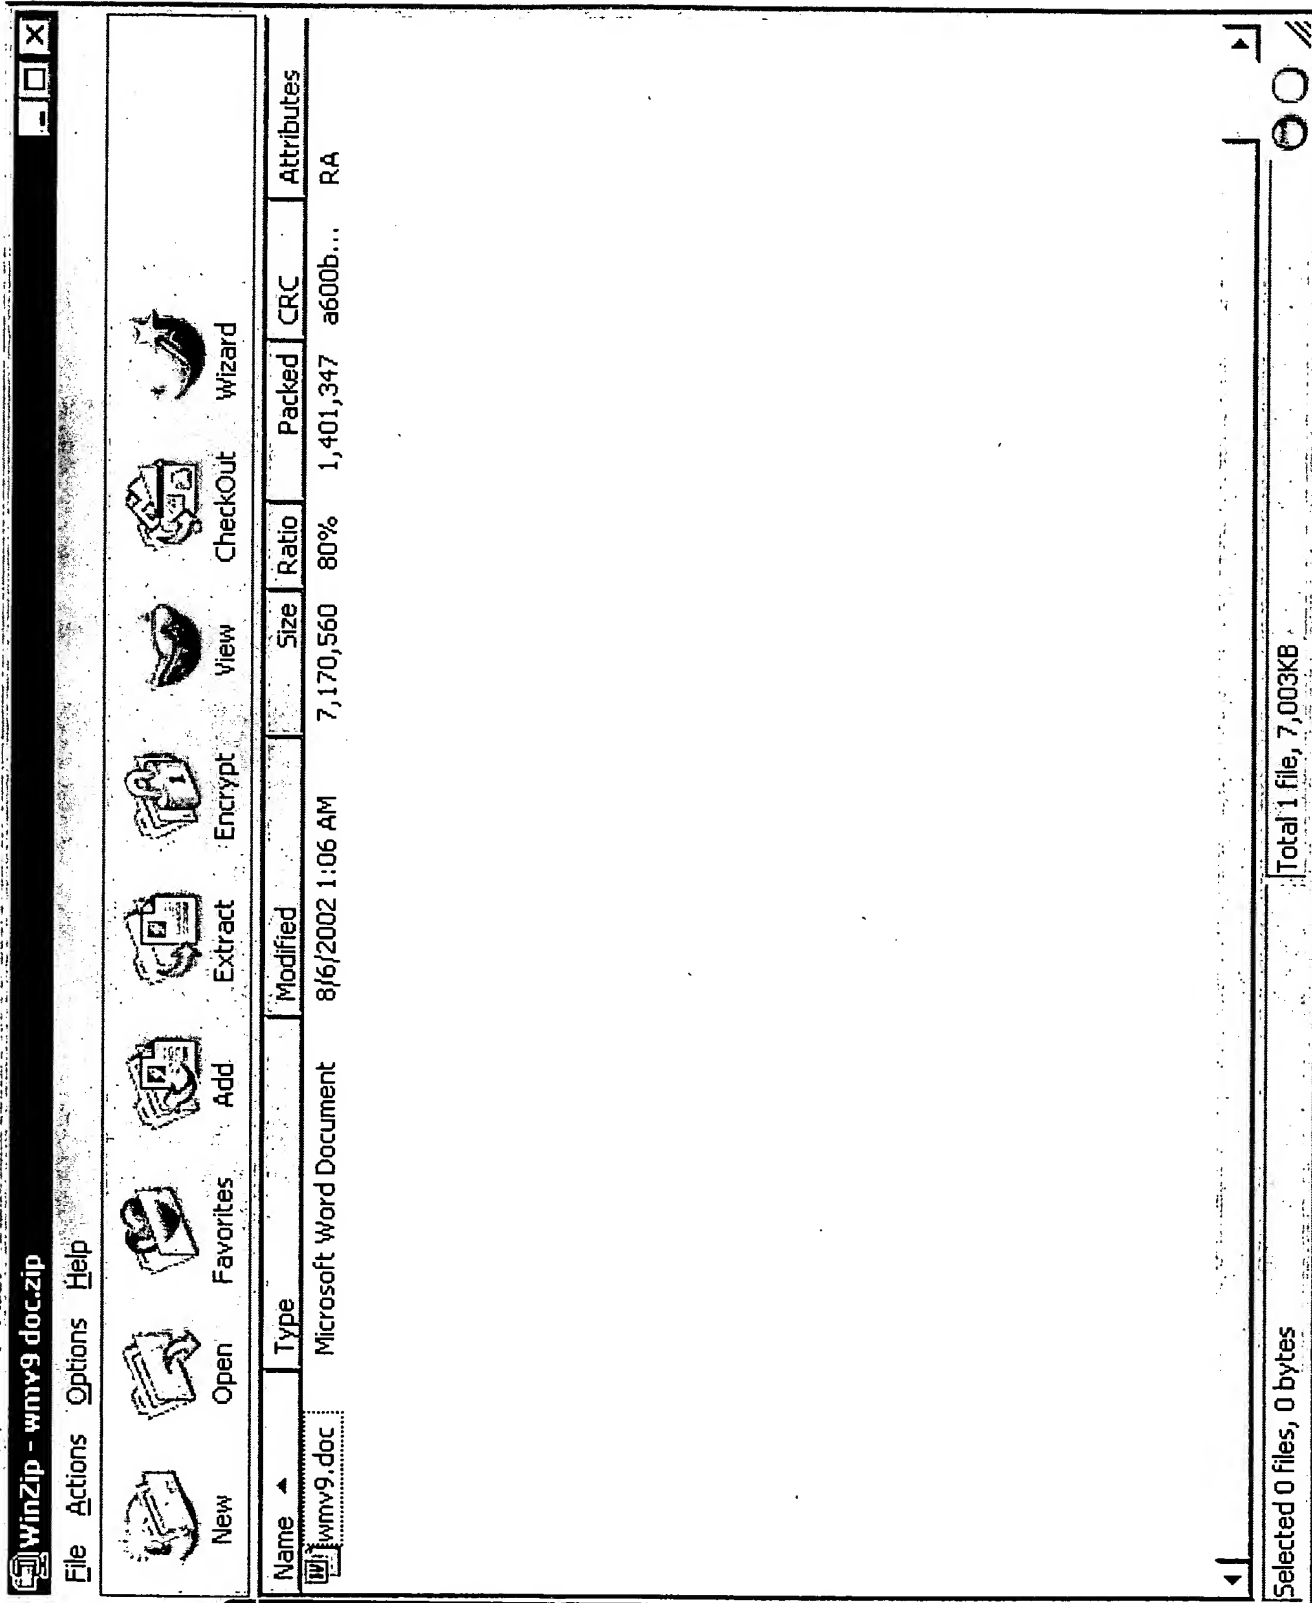 WinZip - wmv9 doc.zip
File Actions Options Help
New Open Favorites Add Extract Encrypt View CheckOut Wizard
Name Type Modified Size Ratio Packed CRC Attributes
wmv9.doc Microsoft Word Document 8/6/2002 1:06 AM 7,170,560 80% 1,401,347 a600b... RA
Selected 0 files, 0 bytes Total 1 file, 7,003KB